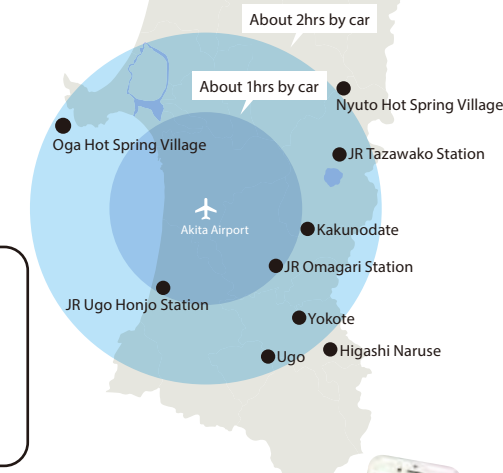 About 2hrs by car
About 1hrs by car
Nyuto Hot Spring Village
Oga Hot Spring Village
JR Tazawako Station
Akita Airport
Kakunodate
JR Omagari Station
JR Ugo Honjo Station
Yokote
Higashi Naruse
Ugo